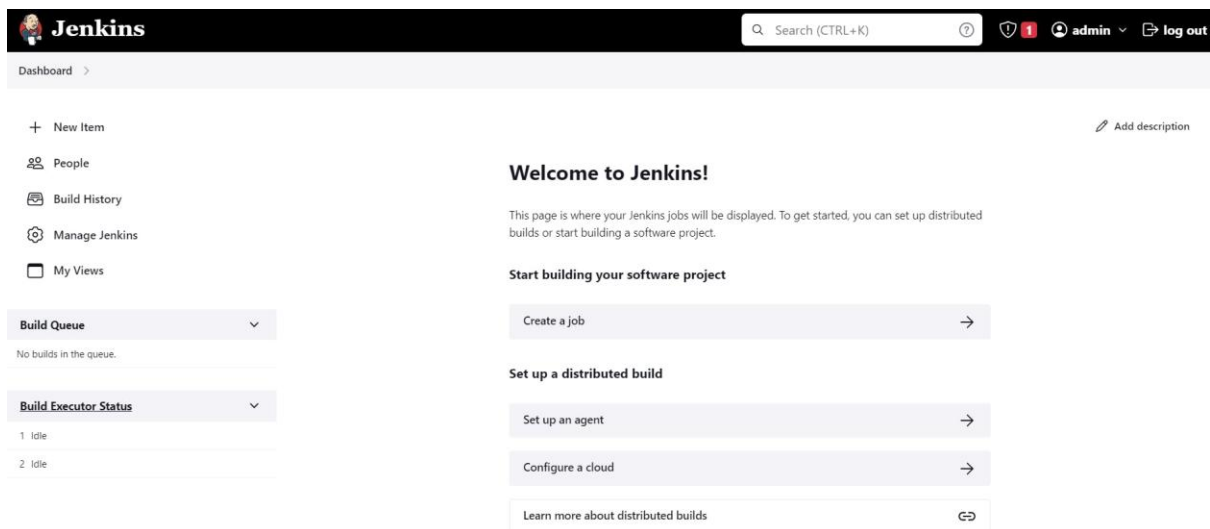 Jenkins
Search (CTRL+K)
1
admin
log out
Dashboard
New Item
People
Build History
Manage Jenkins
My Views
Build Queue
No builds in the queue.
Build Executor Status
1 Idle
2 Idle
Add description
Welcome to Jenkins!
This page is where your Jenkins jobs will be displayed. To get started, you can set up distributed
builds or start building a software project.
Start building your software project
Create a job
Set up a distributed build
Set up an agent
Configure a cloud
Learn more about distributed builds